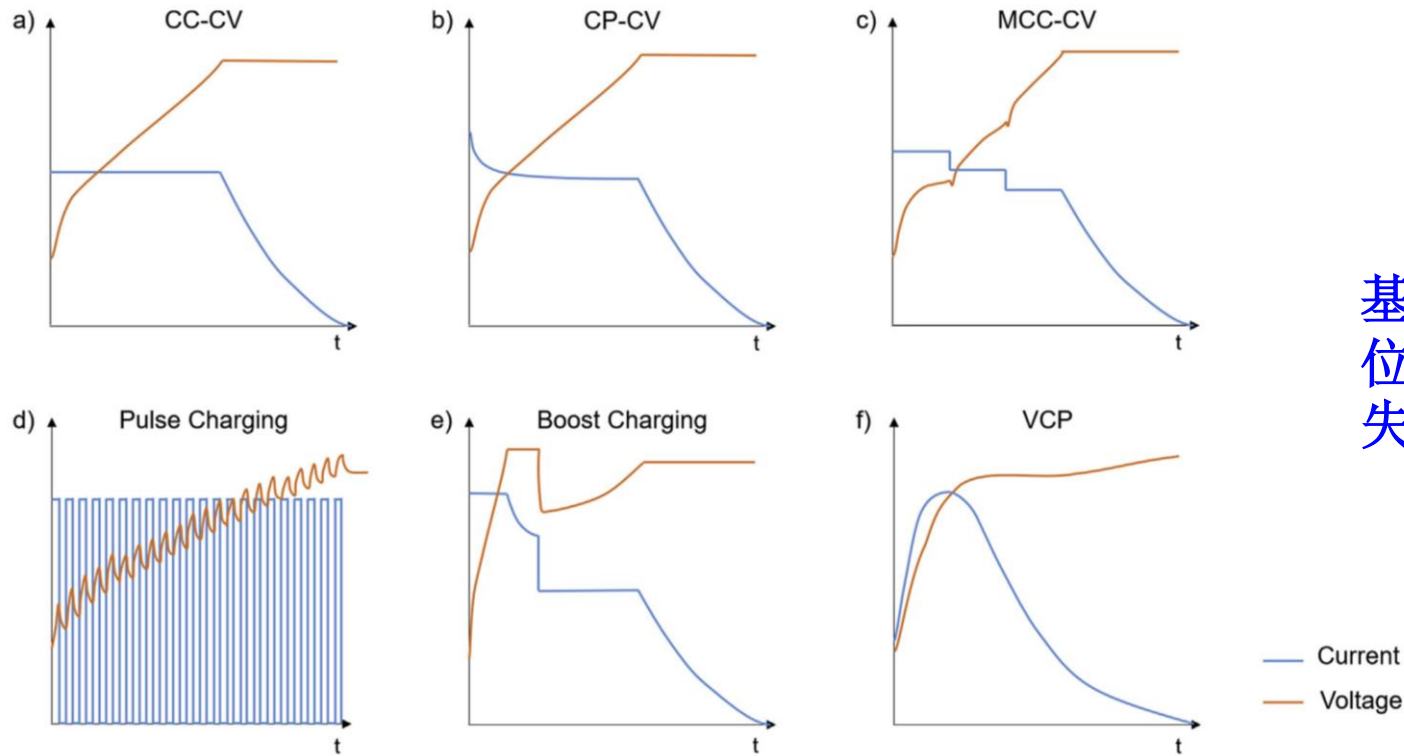 a) CC-CV
t
b) CP-CV
t
c) MCC-CV
t
d) Pulse Charging
t
e) Boost Charging
t
f) VCP
t
Current
Voltage
基
位
失